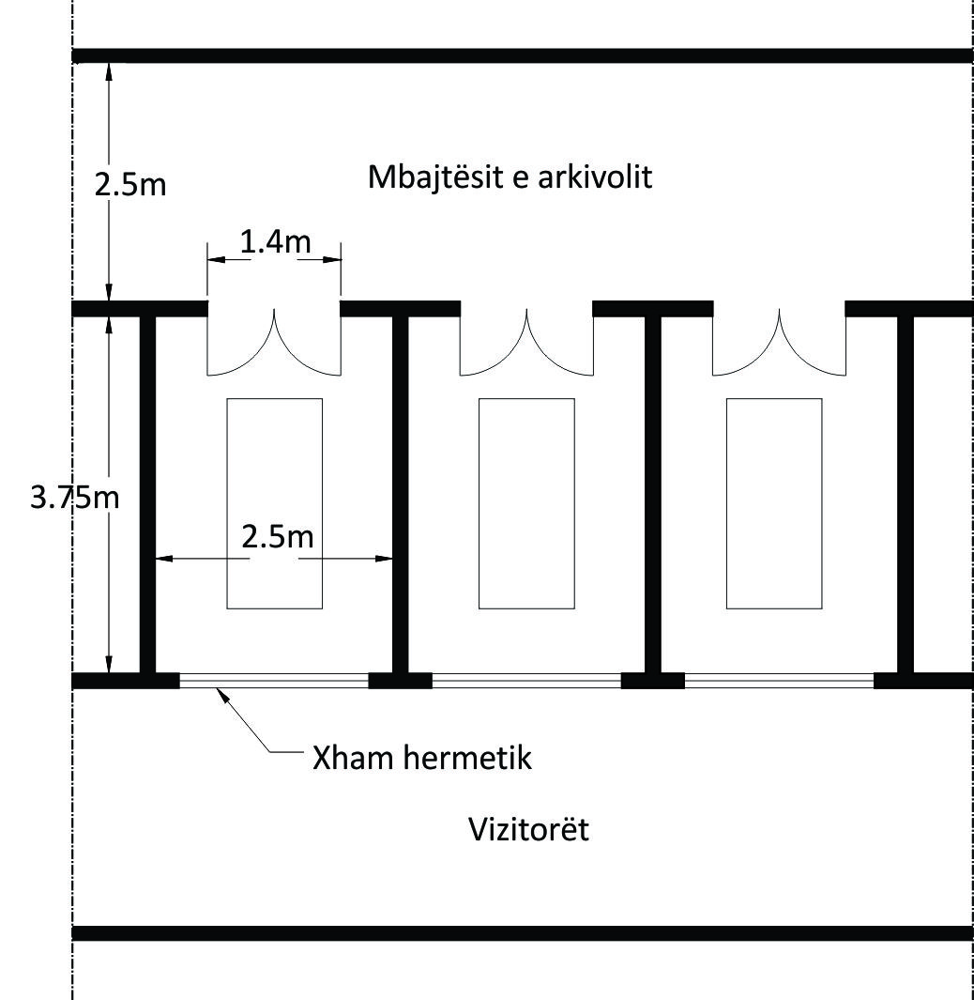 2.5m
Mbajtësit e arkivolit
1.4m
3.75m
2.5m
Xham hermetik
Vizitorët